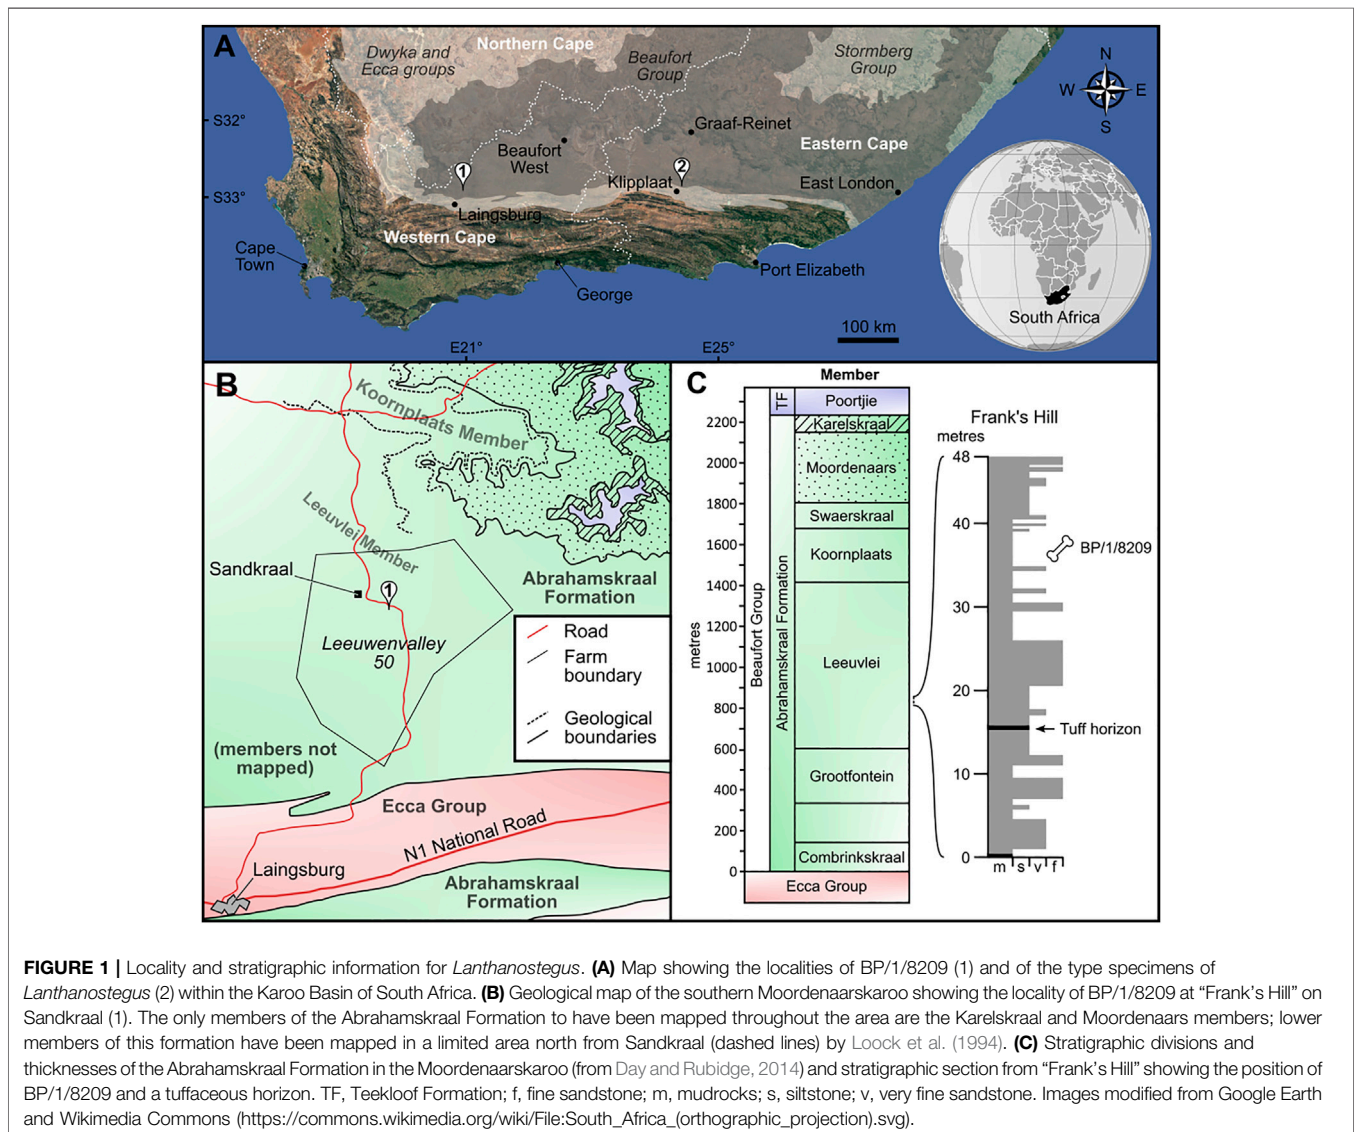 A
Dwyka and
Ecca groups
Northern Cape
Beaufort
Group
Stormberg
Group
N
W
E
S
S32°
Graaf-Reinet
Beaufort
West
Eastern Cape
1
2
Klipplaat
East London
S33°
Laingsburg
Western Cape
Cape
Town
Port Elizabeth
George
South Africa
100 km
E21°
E25°
B
Koornplaats Member
Leeuvlei Member
Sandkraal
1
Abrahamskraal
Formation
Leeuwenvalley
50
Road
Farm
boundary
Geological
boundaries
(members not
mapped)
Ecca Group
N1 National Road
Laingsburg
Abrahamskraal
Formation
C
Member
TF
Poortjie
Karelskraal
Moordenaars
Swaerskraal
Koornplaats
Leeuvlei
Grootfontein
Combrinkskraal
Ecca Group
Beaufort Group
Abrahamskraal Formation
metres
2200
2000
1800
1600
1400
1200
1000
800
600
400
200
0
Frank's Hill
metres
48
40
BP/1/8209
30
20
Tuff horizon
10
0
m s v f
FIGURE 1 | Locality and stratigraphic information for Lanthanostegus. (A) Map showing the localities of BP/1/8209 (1) and of the type specimens of
Lanthanostegus (2) within the Karoo Basin of South Africa. (B) Geological map of the southern Moordenaarskaroo showing the locality of BP/1/8209 at “Frank’s Hill” on
Sandkraal (1). The only members of the Abrahamskraal Formation to have been mapped throughout the area are the Karelskraal and Moordenaars members; lower
members of this formation have been mapped in a limited area north from Sandkraal (dashed lines) by Loock et al. (1994). (C) Stratigraphic divisions and
thicknesses of the Abrahamskraal Formation in the Moordenaarskaroo (from Day and Rubidge, 2014) and stratigraphic section from “Frank’s Hill” showing the position of
BP/1/8209 and a tuffaceous horizon. TF, Teekloof Formation; f, fine sandstone; m, mudrocks; s, siltstone; v, very fine sandstone. Images modified from Google Earth
and Wikimedia Commons (https://commons.wikimedia.org/wiki/File:South_Africa_(orthographic_projection).svg).